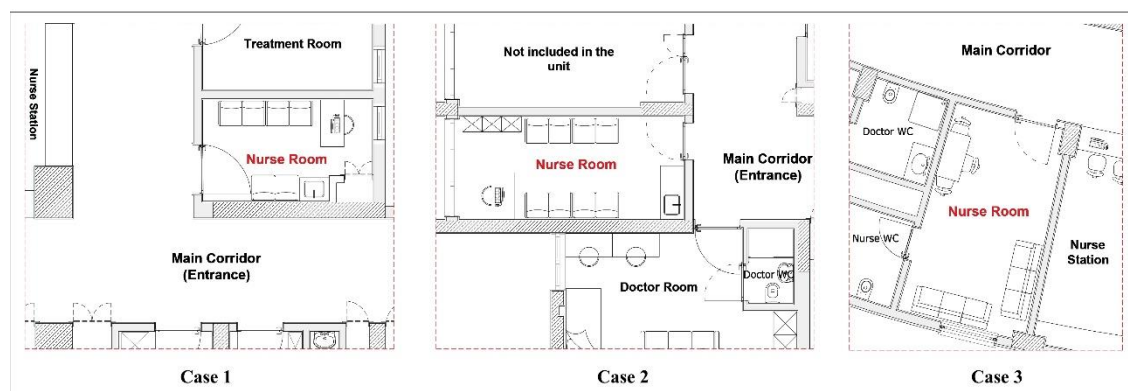 Nurse Station
Treatment Room
Nurse Room
Main Corridor
(Entrance)
Case 1
Not included in the
unit
Nurse Room
Main Corridor
(Entrance)
Doctor Room
Doctor WC
Case 2
Main Corridor
Doctor WC
Nurse Room
Nurse WC
Nurse
Station
Case 3